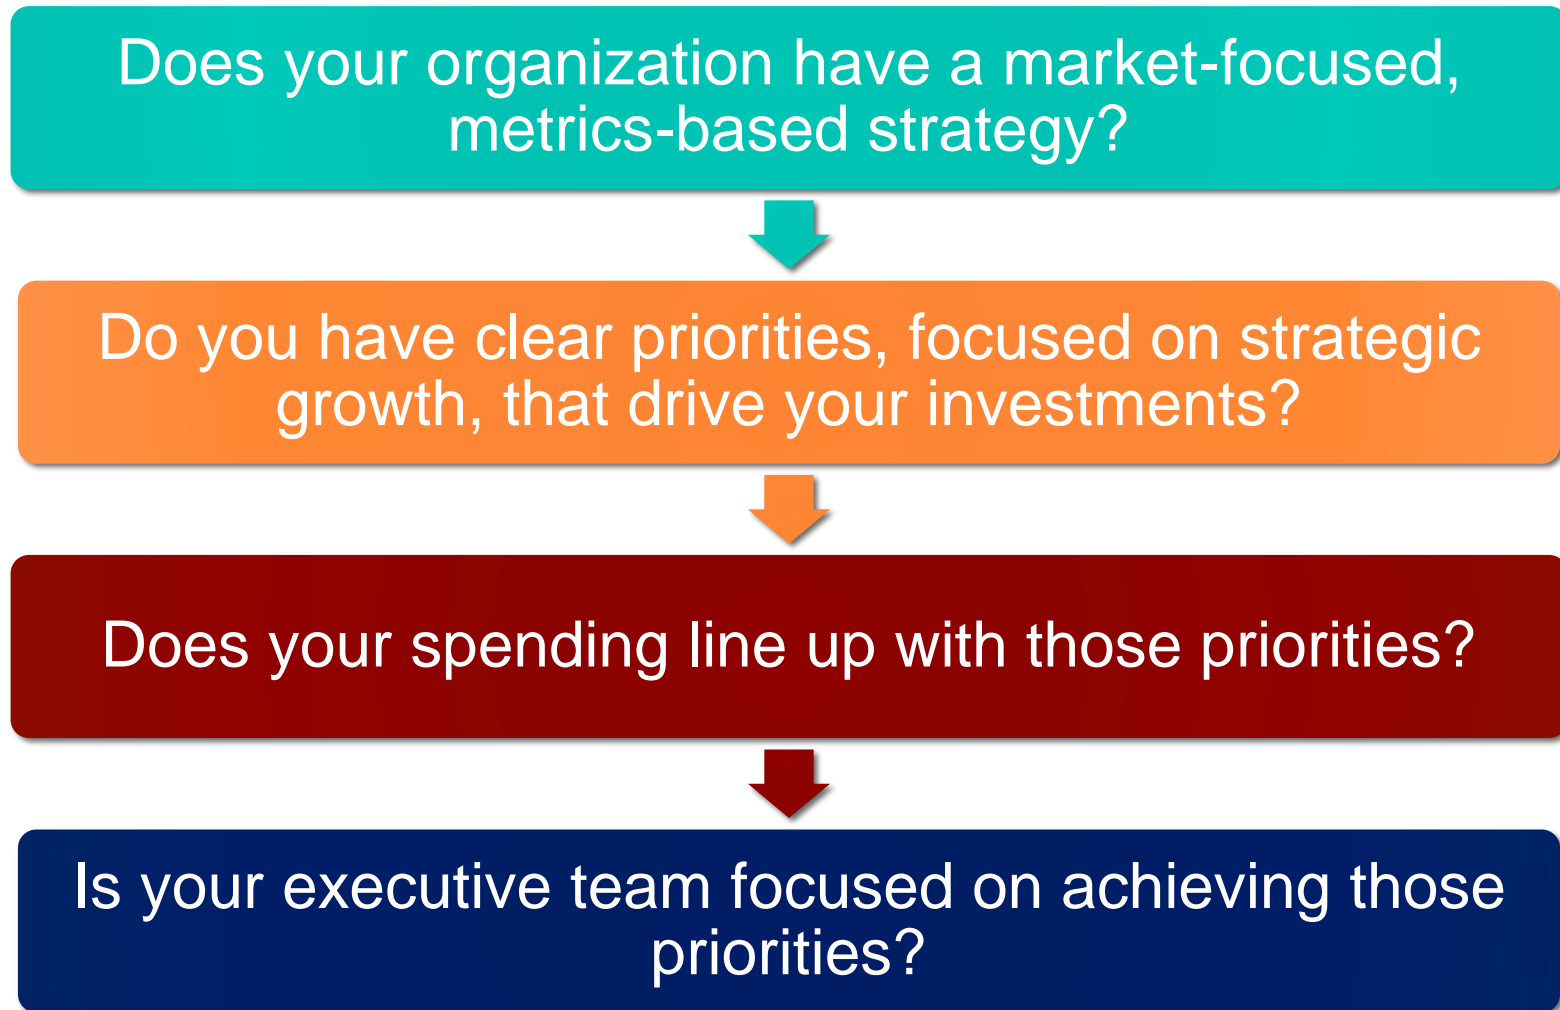 Does your organization have a market-focused,
metrics-based strategy?
Do you have clear priorities, focused on strategic
growth, that drive your investments?
Does your spending line up with those priorities?
Is your executive team focused on achieving those
priorities?